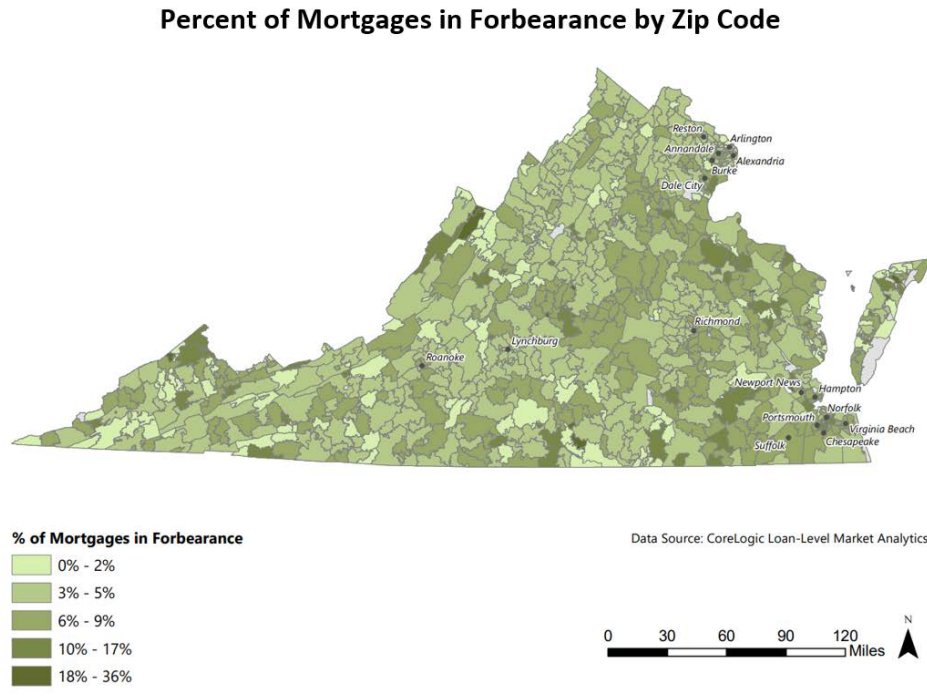 Percent of Mortgages in Forbearance by Zip Code
Reston
Arlington
Annandale
Alexandria
Burke
Dale City
Richmond
Lynchburg
Roanoke
Newport News
Hampton
Norfolk
Portsmouth
Virginia Beach
Suffolk
Chesapeake
% of Mortgages in Forbearance
Data Source: CoreLogic Loan-Level Market Analytics
0% - 2%
3% - 5%
6% - 9%
10% - 17%
18% - 36%
N
0 30 60 90 120
Miles